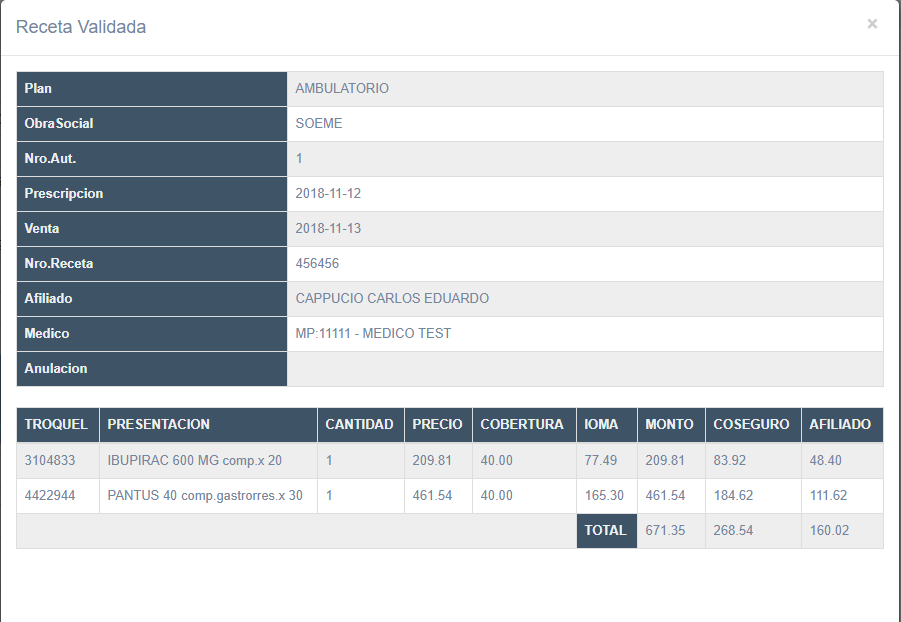 Receta Validada ×
Plan AMBULATORIO
ObraSocial SOEME
Nro.Aut. 1
Prescripcion 2018-11-12
Venta 2018-11-13
Nro.Receta 456456
Afiliado CAPPUCIO CARLOS EDUARDO
Medico MP:11111 - MEDICO TEST
Anulacion
TROQUEL PRESENTACION CANTIDAD PRECIO COBERTURA IOMA MONTO COSEGURO AFILIADO
3104833 IBUPIRAC 600 MG comp.x 20 1 209.81 40.00 77.49 209.81 83.92 48.40
4422944 PANTUS 40 comp.gastrorres.x 30 1 461.54 40.00 165.30 461.54 184.62 111.62
TOTAL 671.35 268.54 160.02